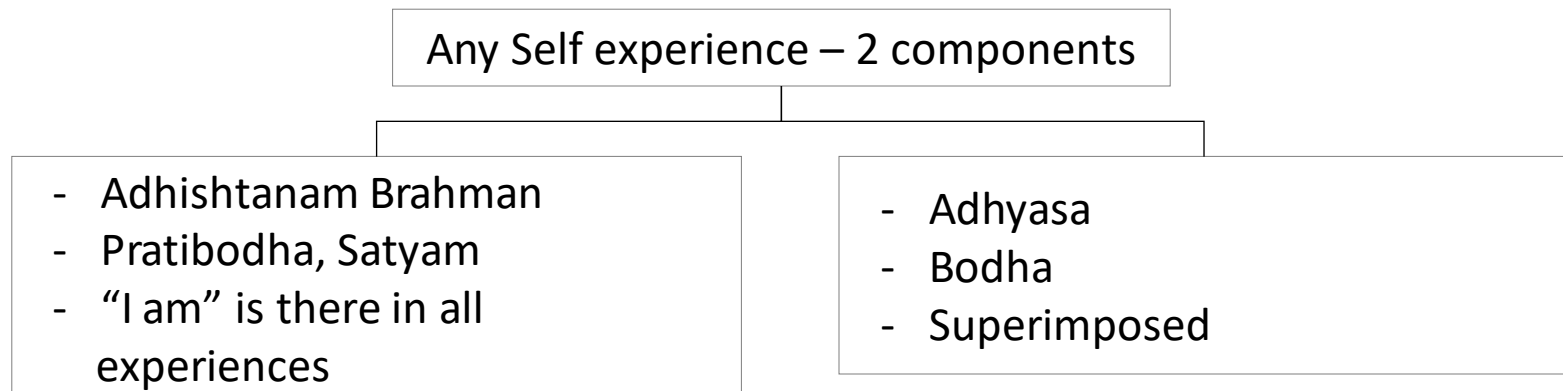 Any Self experience – 2 components
- Adhishtanam Brahman
- Pratibodha, Satyam
- “I am” is there in all
experiences
- Adhyasa
- Bodha
- Superimposed